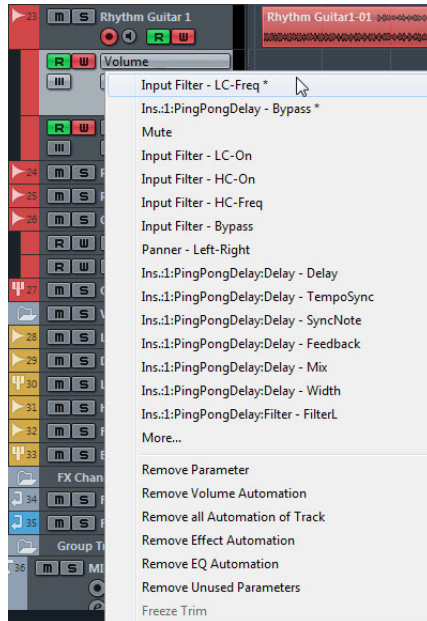 23 m S Rhythm Guitar 1 Rhythm Guitar1-01
R W
R W Volume
Input Filter - LC-Freq *
Ins.:1:PingPongDelay - Bypass *
R W Mute
Input Filter - LC-On
24 m S Input Filter - HC-On
25 m S Input Filter - HC-Freq
26 m S Input Filter - Bypass
R W Panner - Left-Right
R W Ins.:1:PingPongDelay:Delay - Delay
27 m S Ins.:1:PingPongDelay:Delay - TempoSync
m S Ins.:1:PingPongDelay:Delay - SyncNote
28 m S Ins.:1:PingPongDelay:Delay - Feedback
29 m S Ins.:1:PingPongDelay:Delay - Mix
30 m S Ins.:1:PingPongDelay:Delay - Width
31 m S Ins.:1:PingPongDelay:Filter - FilterL
32 m S More...
33 m S Remove Parameter
FX Chan Remove Volume Automation
34 m S Remove all Automation of Track
35 m S Remove Effect Automation
Group Tr Remove EQ Automation
36 m S MI Remove Unused Parameters
Freeze Trim